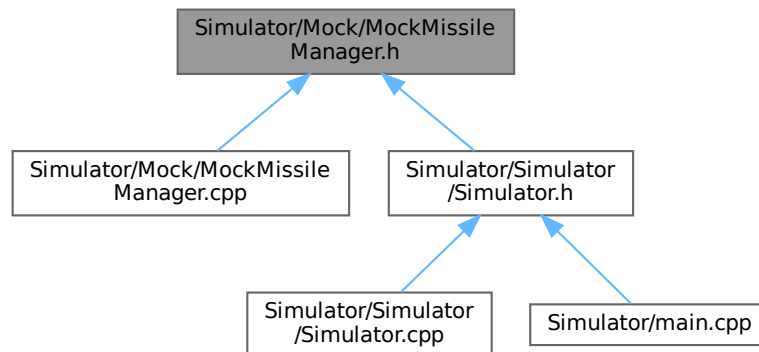 Simulator/Mock/MockMissile
Manager.h
Simulator/Mock/MockMissile
Manager.cpp
Simulator/Simulator
/Simulator.h
Simulator/Simulator
/Simulator.cpp
Simulator/main.cpp